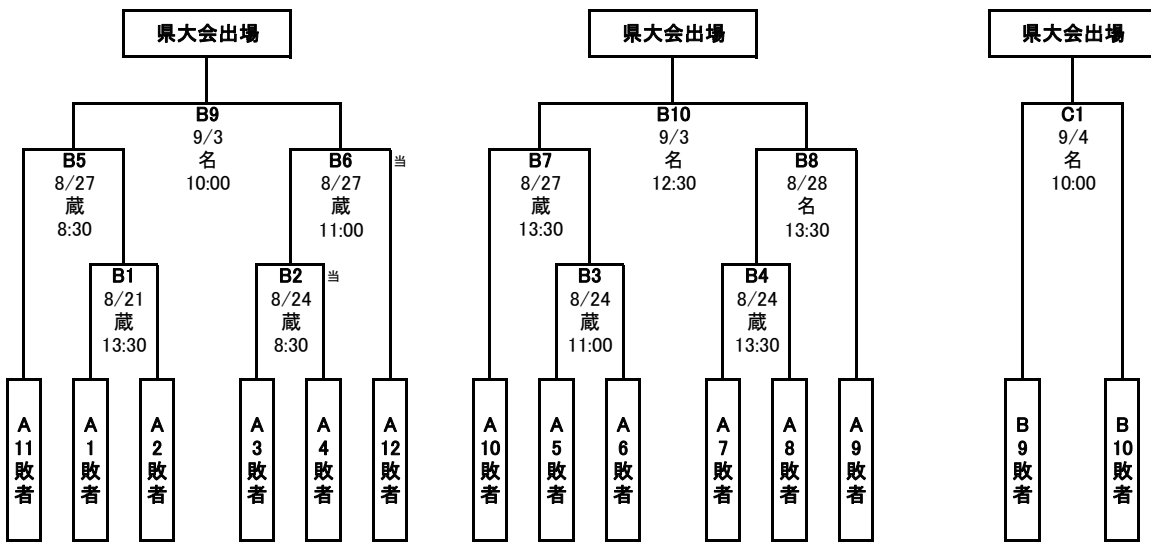 県大会出場
県大会出場
県大会出場
B9
9/3
名
10:00
B10
9/3
名
12:30
C1
9/4
名
10:00
B5
8/27
蔵
8:30
B6
8/27
蔵
11:00
当
B7
8/27
蔵
13:30
B8
8/28
名
13:30
B1
8/21
蔵
13:30
B2
8/24
蔵
8:30
当
B3
8/24
蔵
11:00
B4
8/24
蔵
13:30
A11敗者
A1敗者
A2敗者
A3敗者
A4敗者
A12敗者
A10敗者
A5敗者
A6敗者
A7敗者
A8敗者
A9敗者
B9敗者
B10敗者